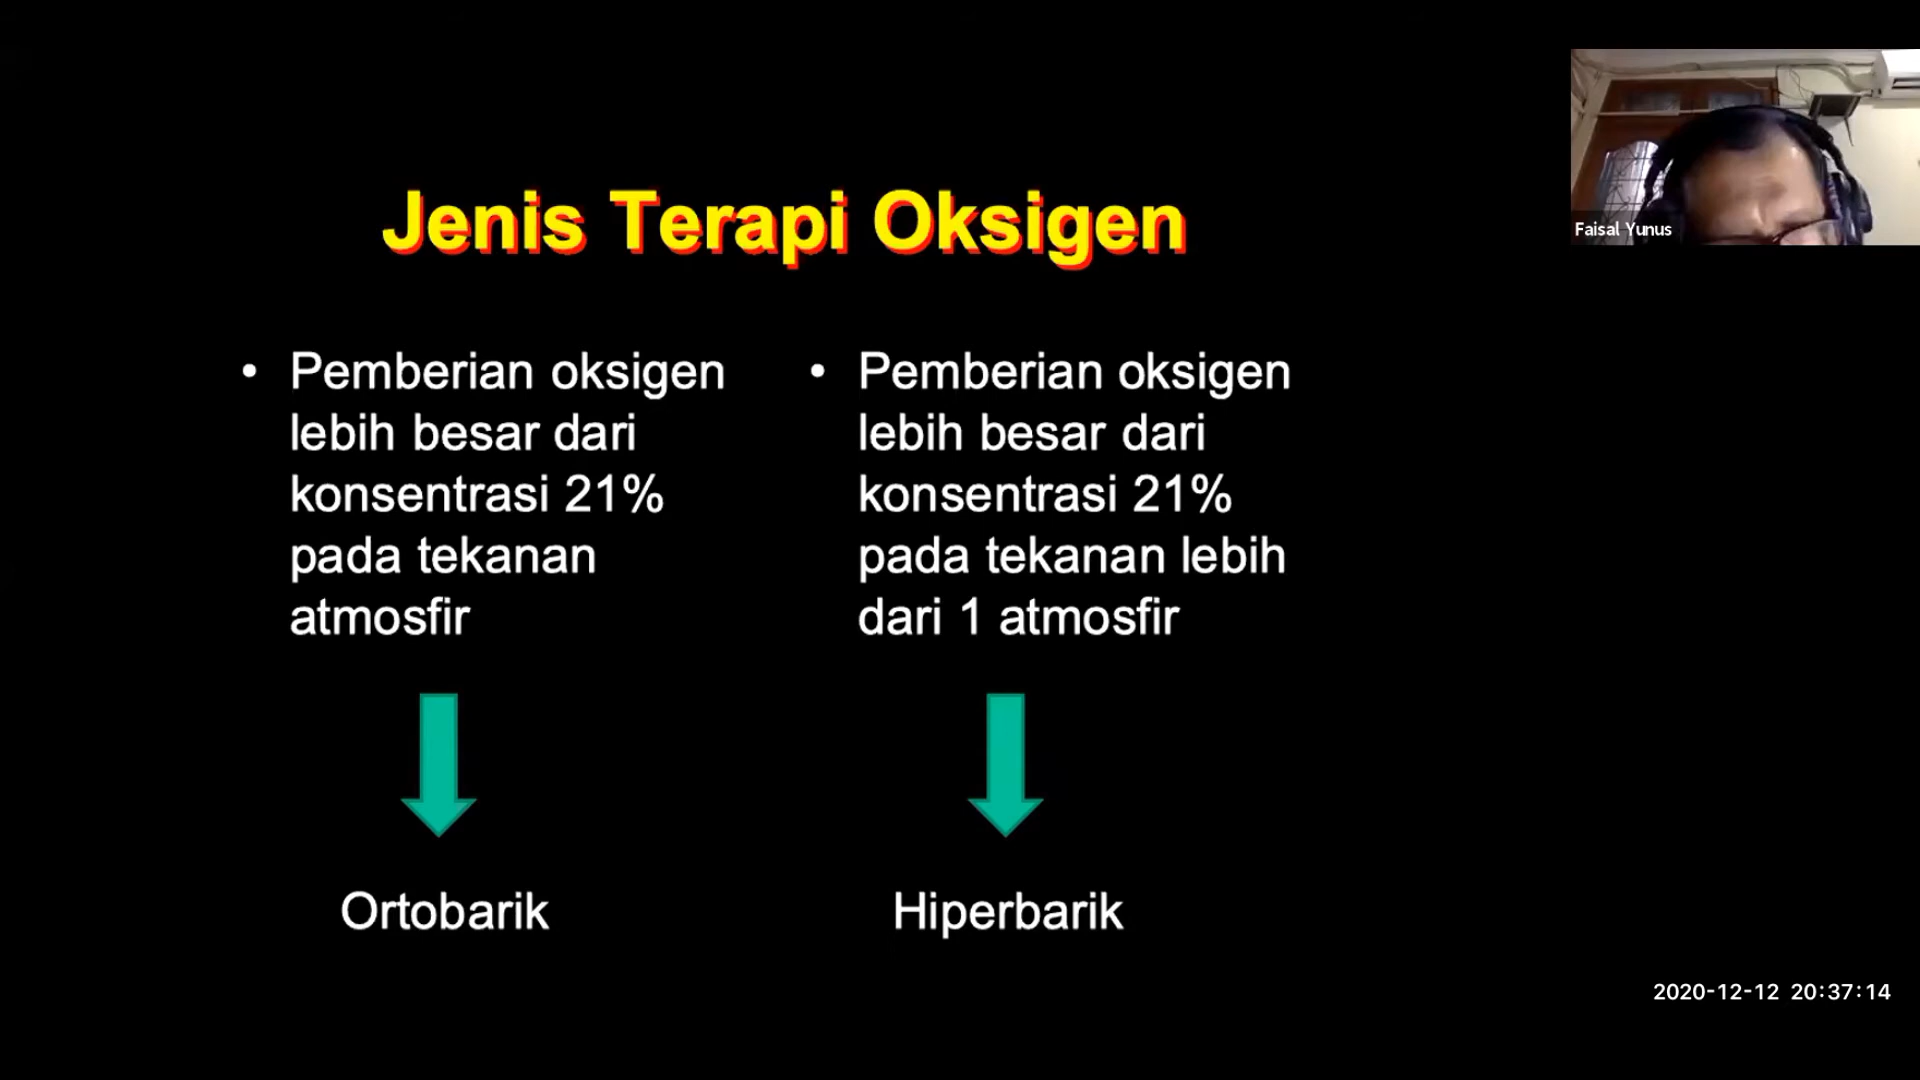 Jenis Terapi Oksigen
• Pemberian oksigen
lebih besar dari
konsentrasi 21%
pada tekanan
atmosfir
Ortobarik
• Pemberian oksigen
lebih besar dari
konsentrasi 21%
pada tekanan lebih
dari 1 atmosfir
Hiperbarik
Faisal Yunus
2020-12-12 20:37:14